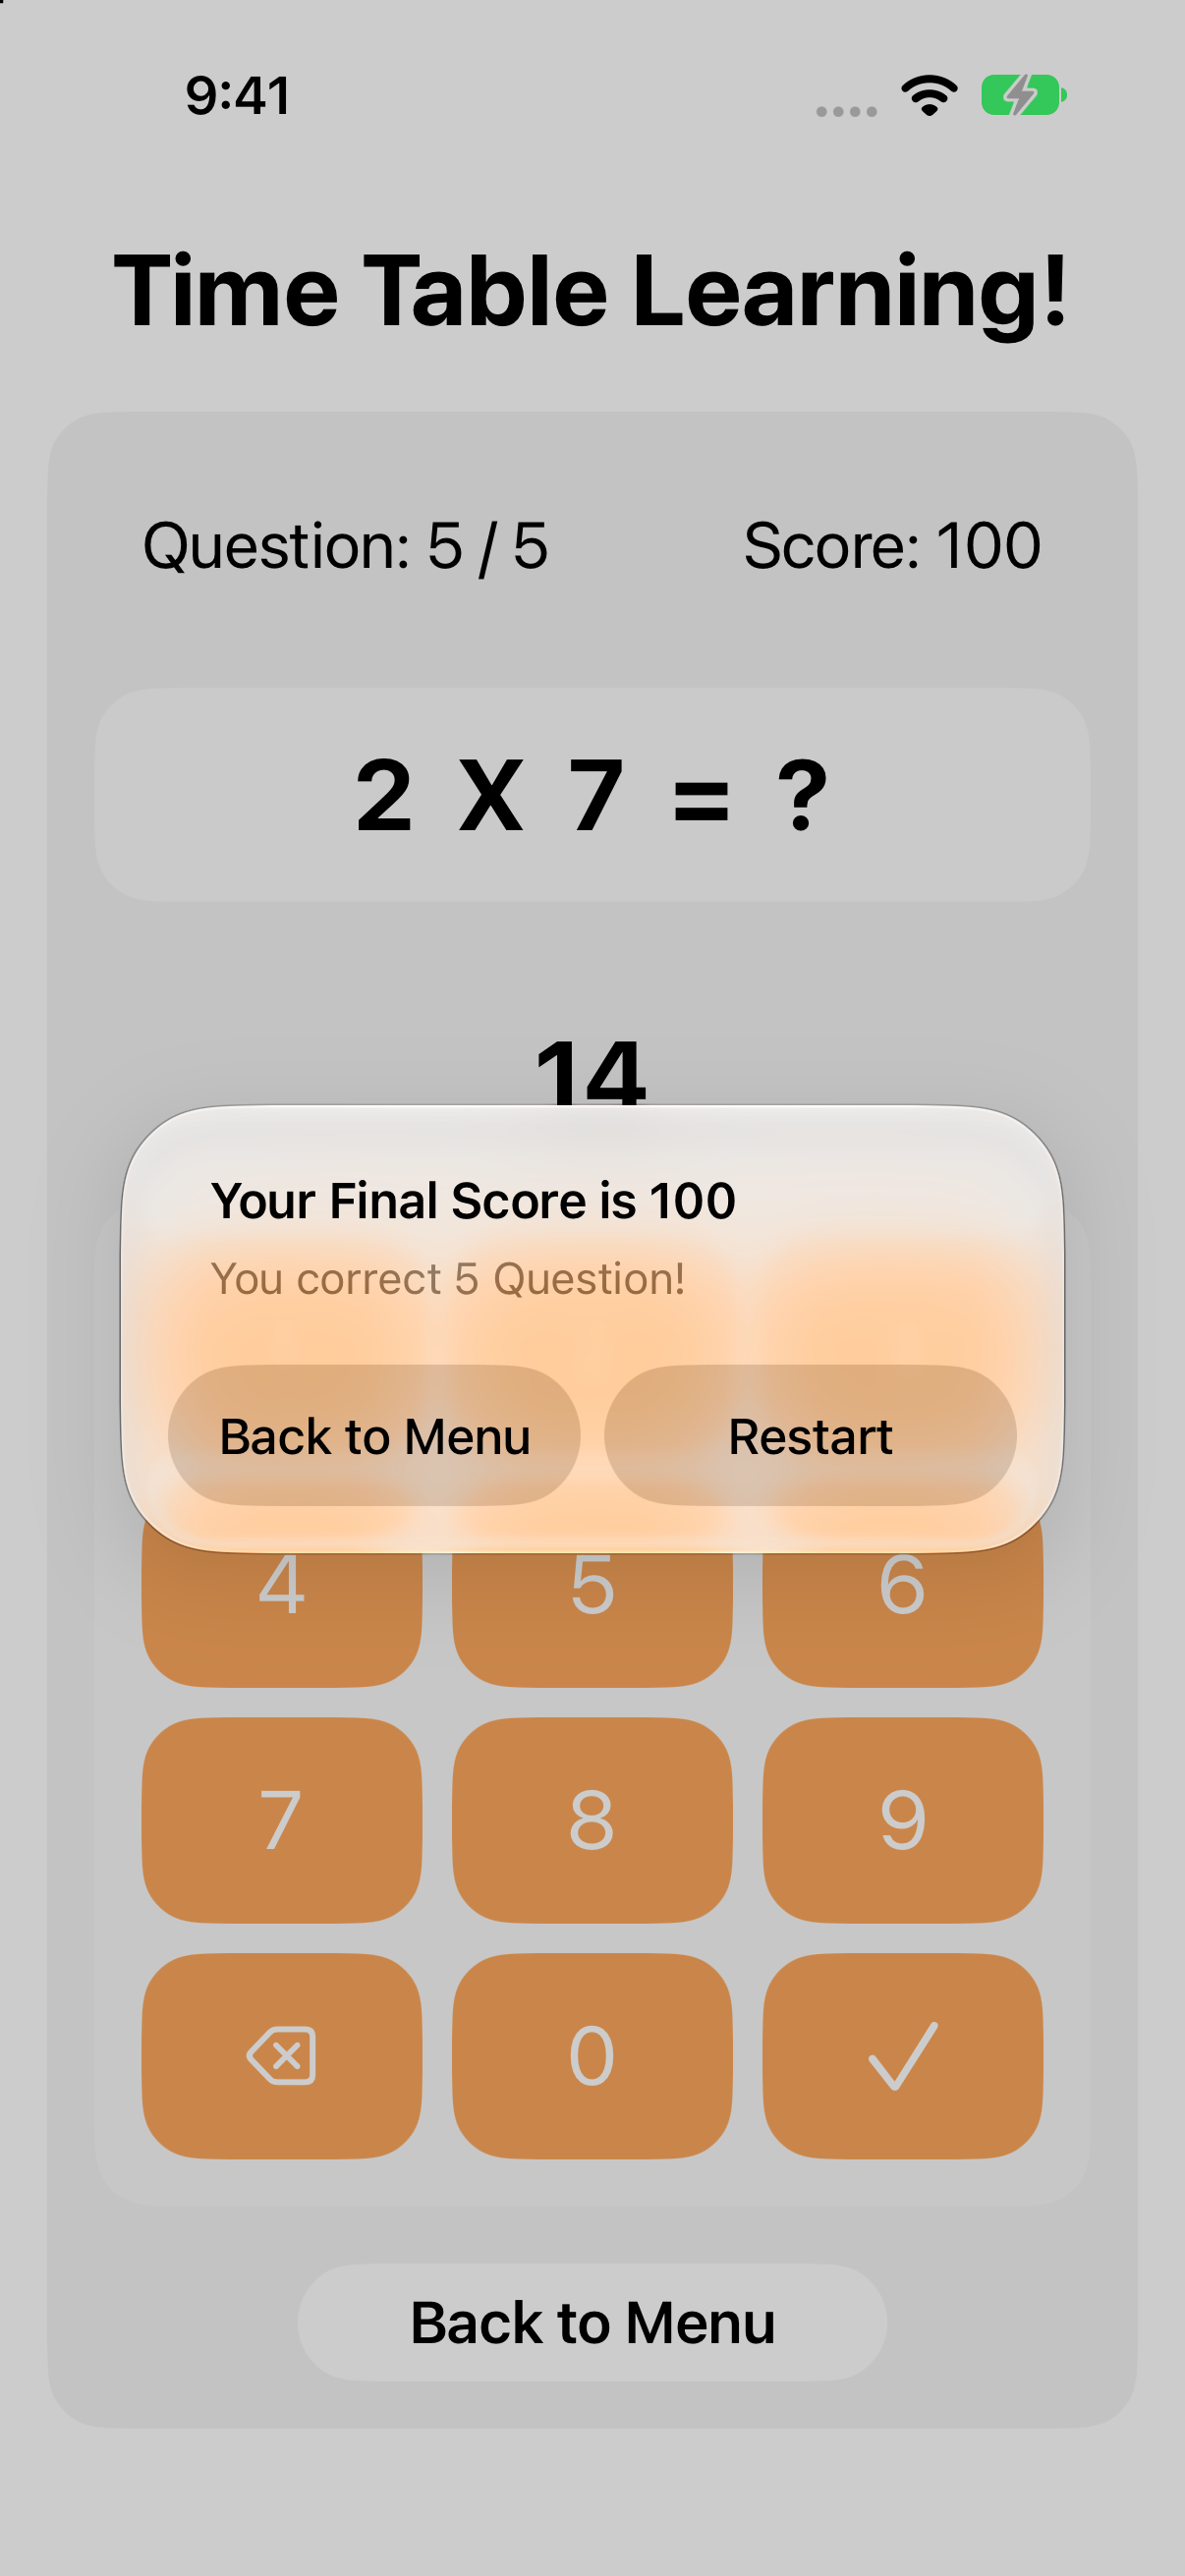 9:41
Time Table Learning!
Question: 5 / 5
Score: 100
2 X 7 = ?
14
Your Final Score is 100
You correct 5 Question!
Back to Menu
Restart
4
5
6
7
8
9
0
Back to Menu